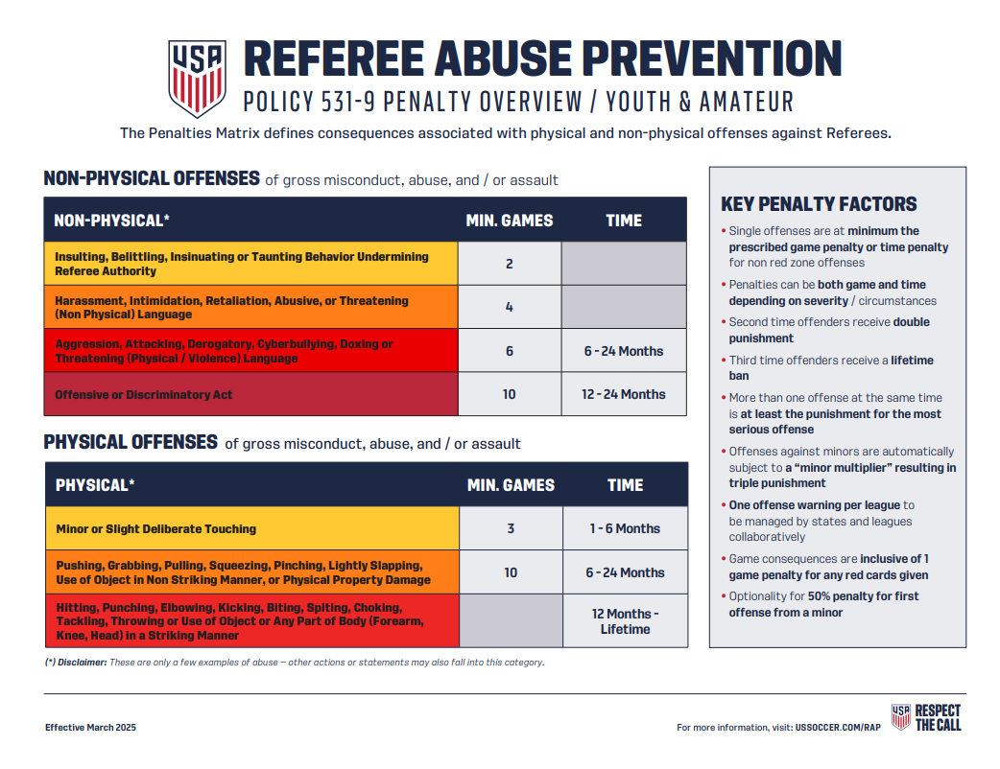 USA
REFEREE ABUSE PREVENTION
POLICY 531-9 PENALTY OVERVIEW / YOUTH & AMATEUR
The Penalties Matrix defines consequences associated with physical and non-physical offenses against Referees.
NON-PHYSICAL OFFENSES of gross misconduct, abuse, and / or assault
NON-PHYSICAL* MIN. GAMES TIME
Insulting, Belittling, Insinuating or Taunting Behavior Undermining
Referee Authority
2
Harassment, Intimidation, Retaliation, Abusive, or Threatening
(Non Physical) Language
4
Aggression, Attacking, Derogatory, Cyberbullying, Doxing or
Threatening (Physical / Violence) Language
6 6 - 24 Months
Offensive or Discriminatory Act 10 12 - 24 Months
PHYSICAL OFFENSES of gross misconduct, abuse, and / or assault
PHYSICAL* MIN. GAMES TIME
Minor or Slight Deliberate Touching 3 1 - 6 Months
Pushing, Grabbing, Pulling, Squeezing, Pinching, Lightly Slapping,
Use of Object in Non Striking Manner, or Physical Property Damage
10 6 - 24 Months
Hitting, Punching, Elbowing, Kicking, Biting, Spiting, Choking,
Tackling, Throwing or Use of Object or Any Part of Body (Forearm,
Knee, Head) in a Striking Manner
12 Months -
Lifetime
(*) Disclaimer: These are only a few examples of abuse – other actions or statements may also fall into this category.
KEY PENALTY FACTORS
• Single offenses are at minimum the
prescribed game penalty or time penalty
for non red zone offenses
• Penalties can be both game and time
depending on severity / circumstances
• Second time offenders receive double
punishment
• Third time offenders receive a lifetime
ban
• More than one offense at the same time
is at least the punishment for the most
serious offense
• Offenses against minors are automatically
subject to a “minor multiplier” resulting in
triple punishment
• One offense warning per league to
be managed by states and leagues
collaboratively
• Game consequences are inclusive of 1
game penalty for any red cards given
• Optionality for 50% penalty for first
offense from a minor
Effective March 2025
For more information, visit: USSOCCER.COM/RAP
USA
RESPECT
THE CALL